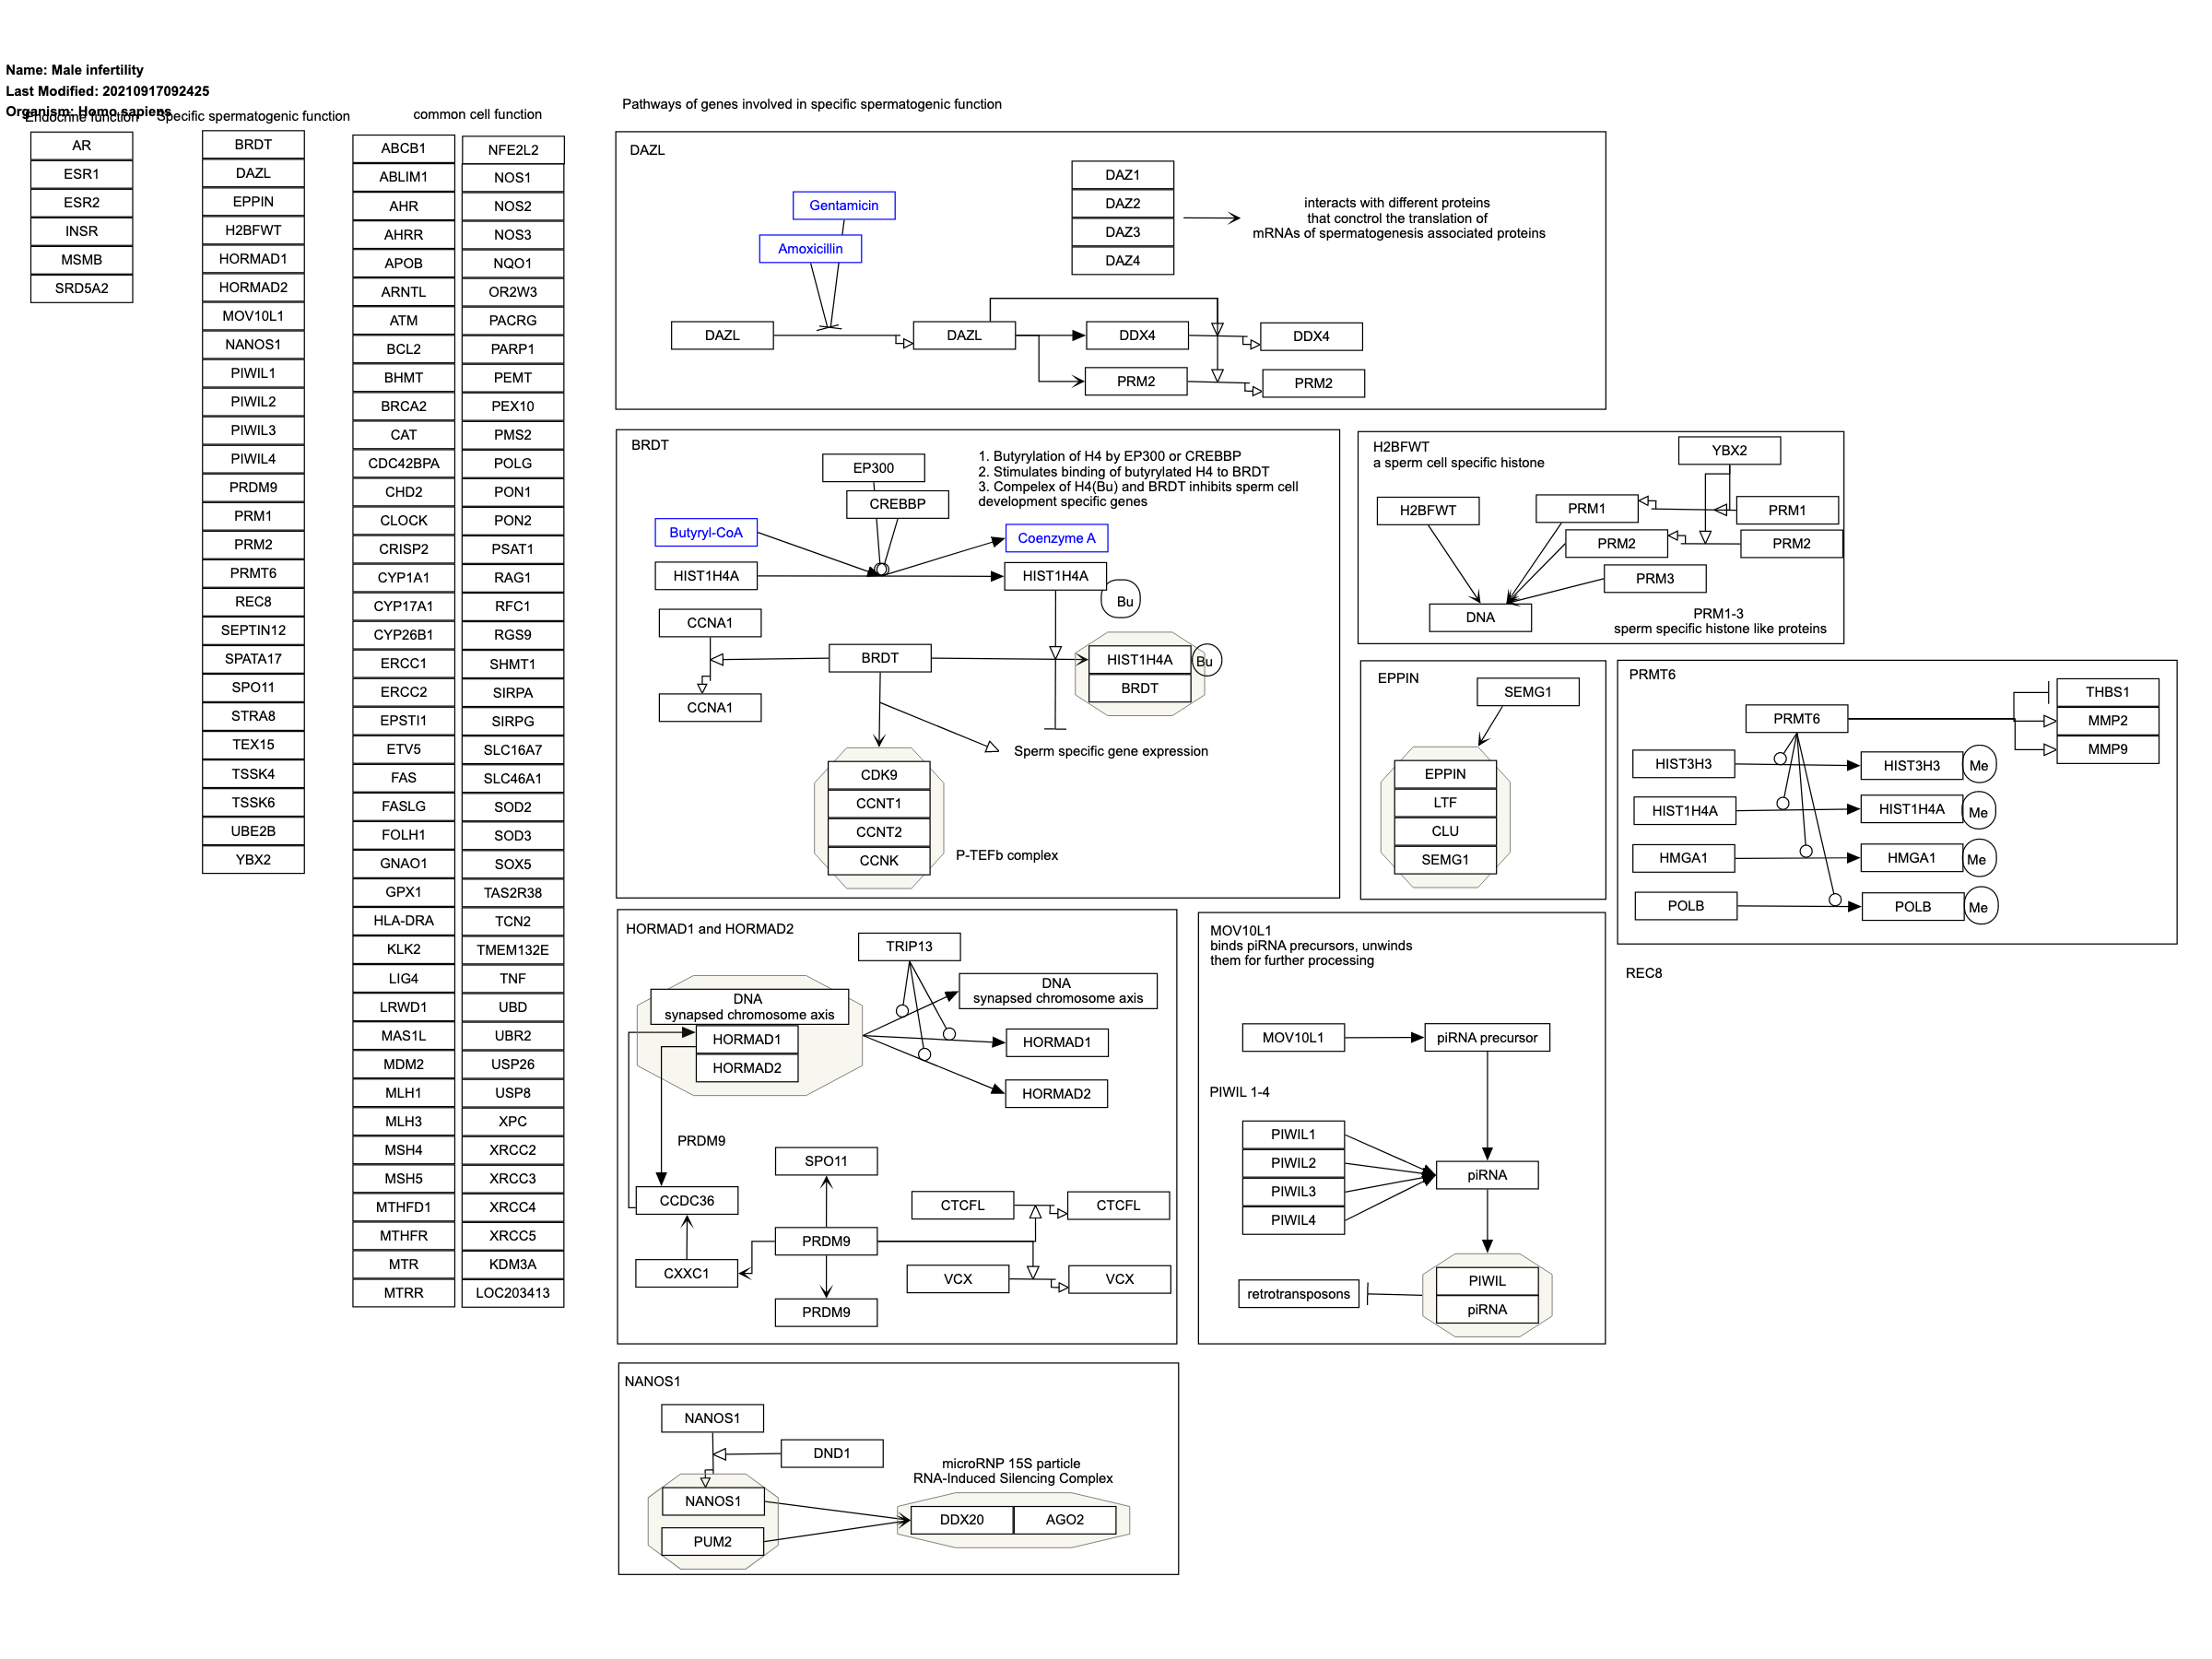 Name: Male infertility
Last Modified: 20210917092425
Organism: Homo sapiens
Endocrine function
Specific spermatogenic function
common cell function
AR
ESR1
ESR2
INSR
MSMB
SRD5A2
BRDT
DAZL
EPPIN
H2BFWT
HORMAD1
HORMAD2
MOV10L1
NANOS1
PIWIL1
PIWIL2
PIWIL3
PIWIL4
PRDM9
PRM1
PRM2
PRMT6
REC8
SEPTIN12
SPATA17
SPO11
STRA8
TEX15
TSSK4
TSSK6
UBE2B
YBX2
ABCB1
ABLIM1
AHR
AHRR
APOB
ARNTL
ATM
BCL2
BHMT
BRCA2
CAT
CDC42BPA
CHD2
CLOCK
CRISP2
CYP1A1
CYP17A1
CYP26B1
ERCC1
ERCC2
EPSTI1
ETV5
FAS
FASLG
FOLH1
GNAO1
GPX1
HLA-DRA
KLK2
LIG4
LRWD1
MAS1L
MDM2
MLH1
MLH3
MSH4
MSH5
MTHFD1
MTHFR
MTR
MTRR
NFE2L2
NOS1
NOS2
NOS3
NQO1
OR2W3
PACRG
PARP1
PEMT
PEX10
PMS2
POLG
PON1
PON2
PSAT1
RAG1
RFC1
RGS9
SHMT1
SIRPA
SIRPG
SLC16A7
SLC46A1
SOD2
SOD3
SOX5
TAS2R38
TCN2
TMEM132E
TNF
UBD
UBR2
USP26
USP8
XPC
XRCC2
XRCC3
XRCC4
XRCC5
KDM3A
LOC203413
Pathways of genes involved in specific spermatogenic function
DAZL
Gentamicin
Amoxicillin
DAZ1
DAZ2
DAZ3
DAZ4
interacts with different proteins
that conctrol the translation of
mRNAs of spermatogenesis associated proteins
DAZL
DAZL
DDX4
DDX4
PRM2
PRM2
BRDT
EP300
CREBBP
1. Butyrylation of H4 by EP300 or CREBBP
2. Stimulates binding of butyrylated H4 to BRDT
3. Compelex of H4(Bu) and BRDT inhibits sperm cell
development specific genes
Butyryl-CoA
Coenzyme A
HIST1H4A
HIST1H4A
Bu
CCNA1
BRDT
HIST1H4A
Bu
BRDT
CCNA1
Sperm specific gene expression
CDK9
CCNT1
CCNT2
CCNK
P-TEFb complex
H2BFWT
a sperm cell specific histone
YBX2
H2BFWT
PRM1
PRM1
PRM2
PRM2
PRM3
DNA
PRM1-3
sperm specific histone like proteins
EPPIN
SEMG1
EPPIN
LTF
CLU
SEMG1
PRMT6
PRMT6
THBS1
MMP2
MMP9
HIST3H3
HIST3H3
Me
HIST1H4A
HIST1H4A
Me
HMGA1
HMGA1
Me
POLB
POLB
Me
REC8
HORMAD1 and HORMAD2
TRIP13
DNA
synapsed chromosome axis
HORMAD1
HORMAD2
DNA
synapsed chromosome axis
HORMAD1
HORMAD2
PRDM9
SPO11
CCDC36
CTCFL
CTCFL
PRDM9
CXXC1
VCX
VCX
PRDM9
MOV10L1
binds piRNA precursors, unwinds
them for further processing
MOV10L1
piRNA precursor
PIWIL 1-4
PIWIL1
PIWIL2
PIWIL3
PIWIL4
piRNA
PIWIL
piRNA
retrotransposons
NANOS1
NANOS1
DND1
NANOS1
PUM2
microRNP 15S particle
RNA-Induced Silencing Complex
DDX20
AGO2